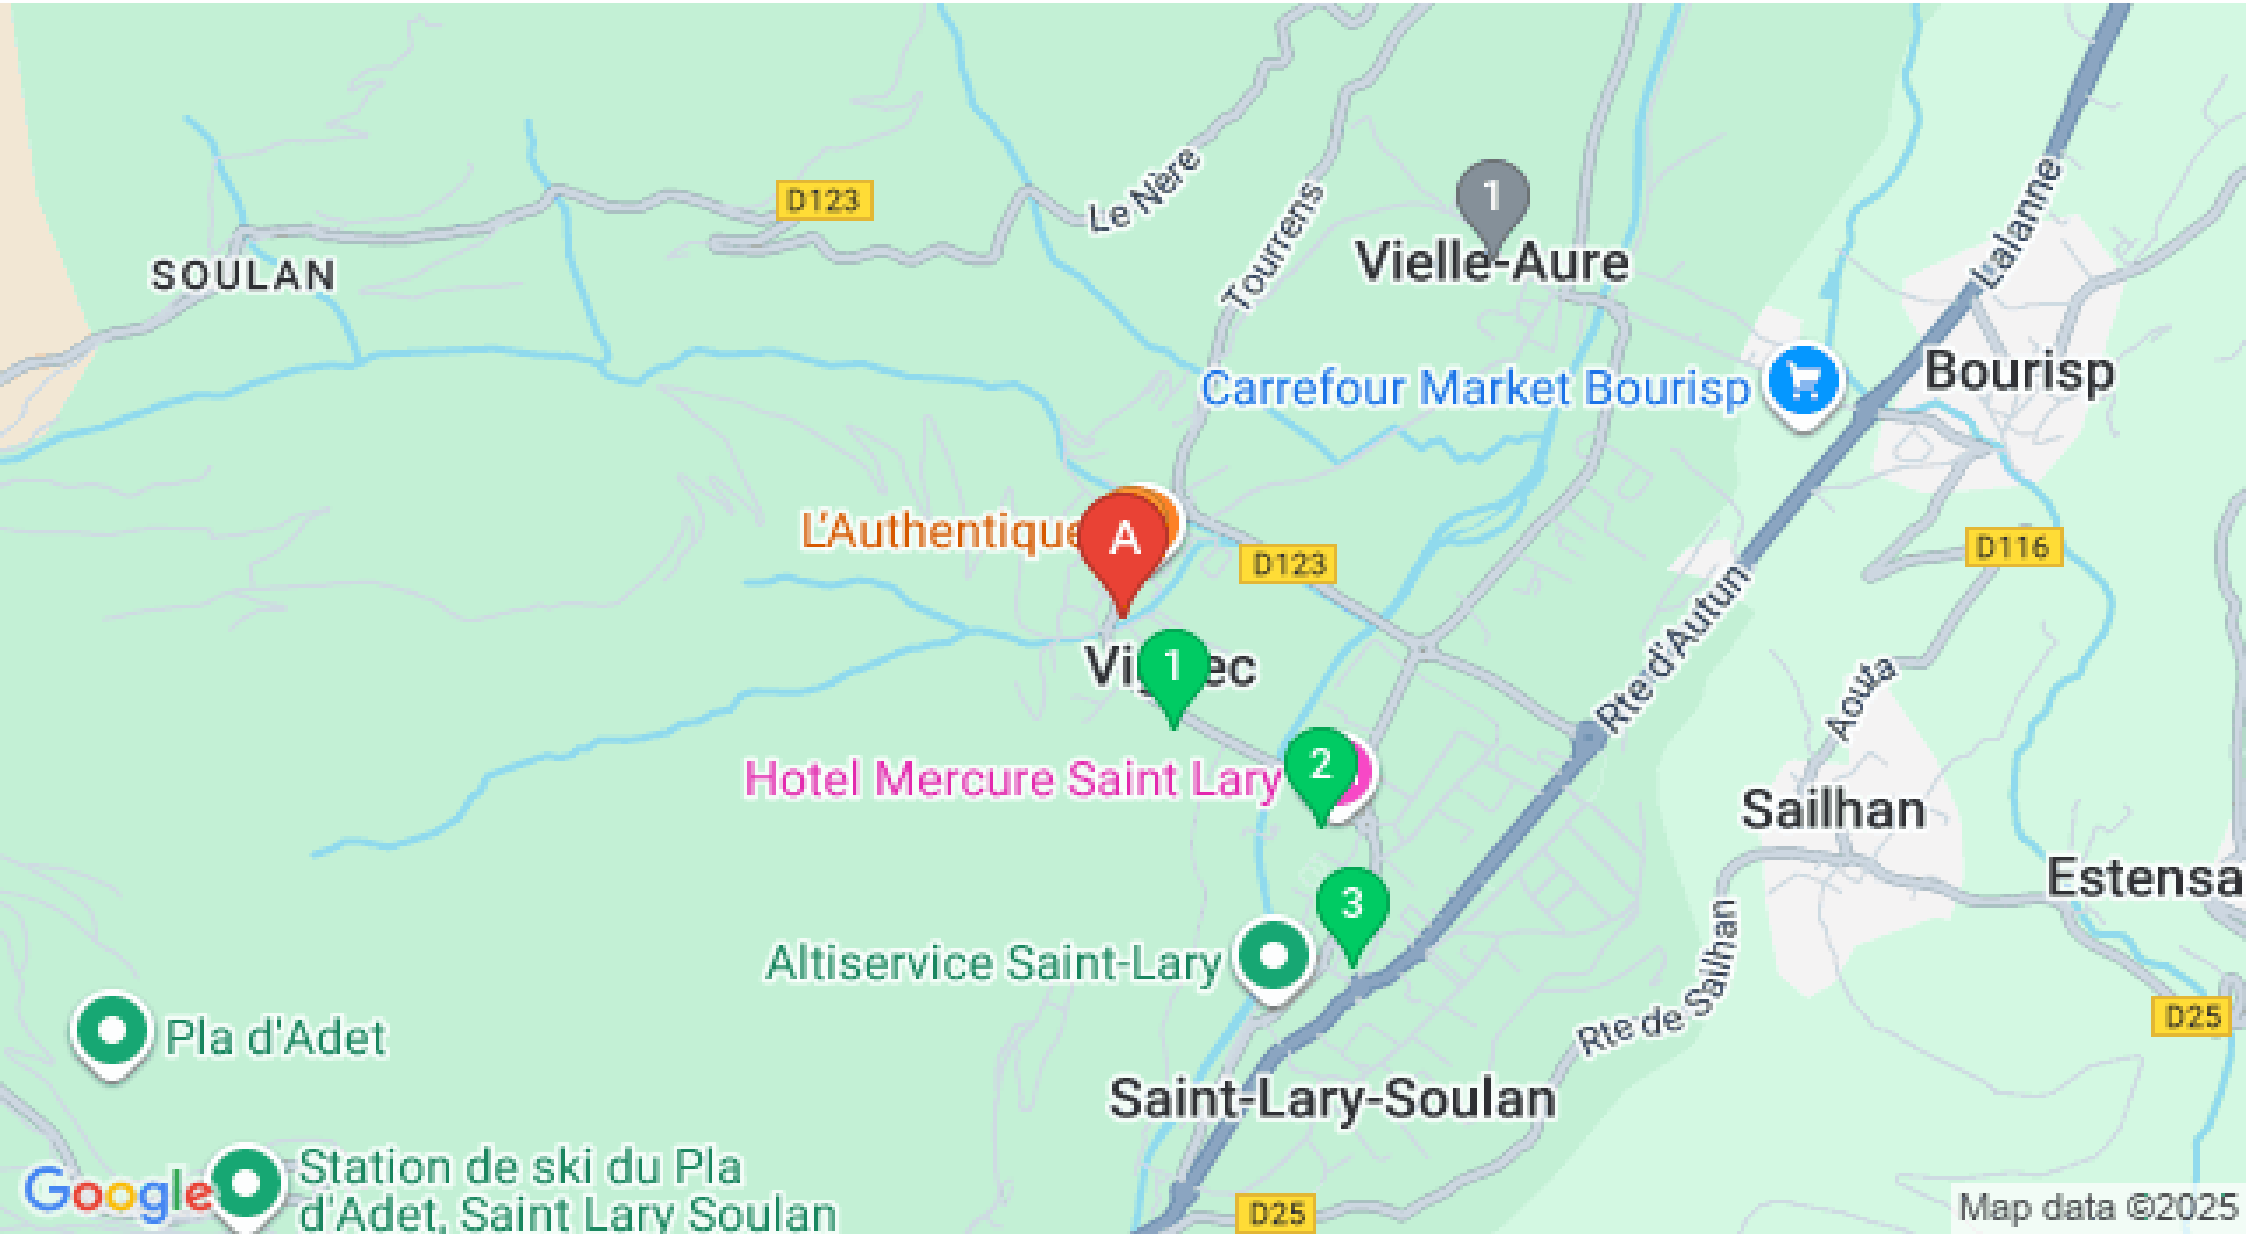 D123
Le Nère
Lalanne
1
Tourrens
Vielle-Aure
SOULAN
Carrefour Market Bourisp
Bourisp
L'Authentique
A
D123
D116
Rte d'Autun
1
Aoula
Hotel Mercure Saint Lary
2
Sailhan
Estensa
3
Rte de Sailhan
Altiservice Saint-Lary
Pla d'Adet
D25
Saint-Lary-Soulan
Station de ski du Pla
d'Adet, Saint Lary Soulan
Google
D25
Map data ©2025